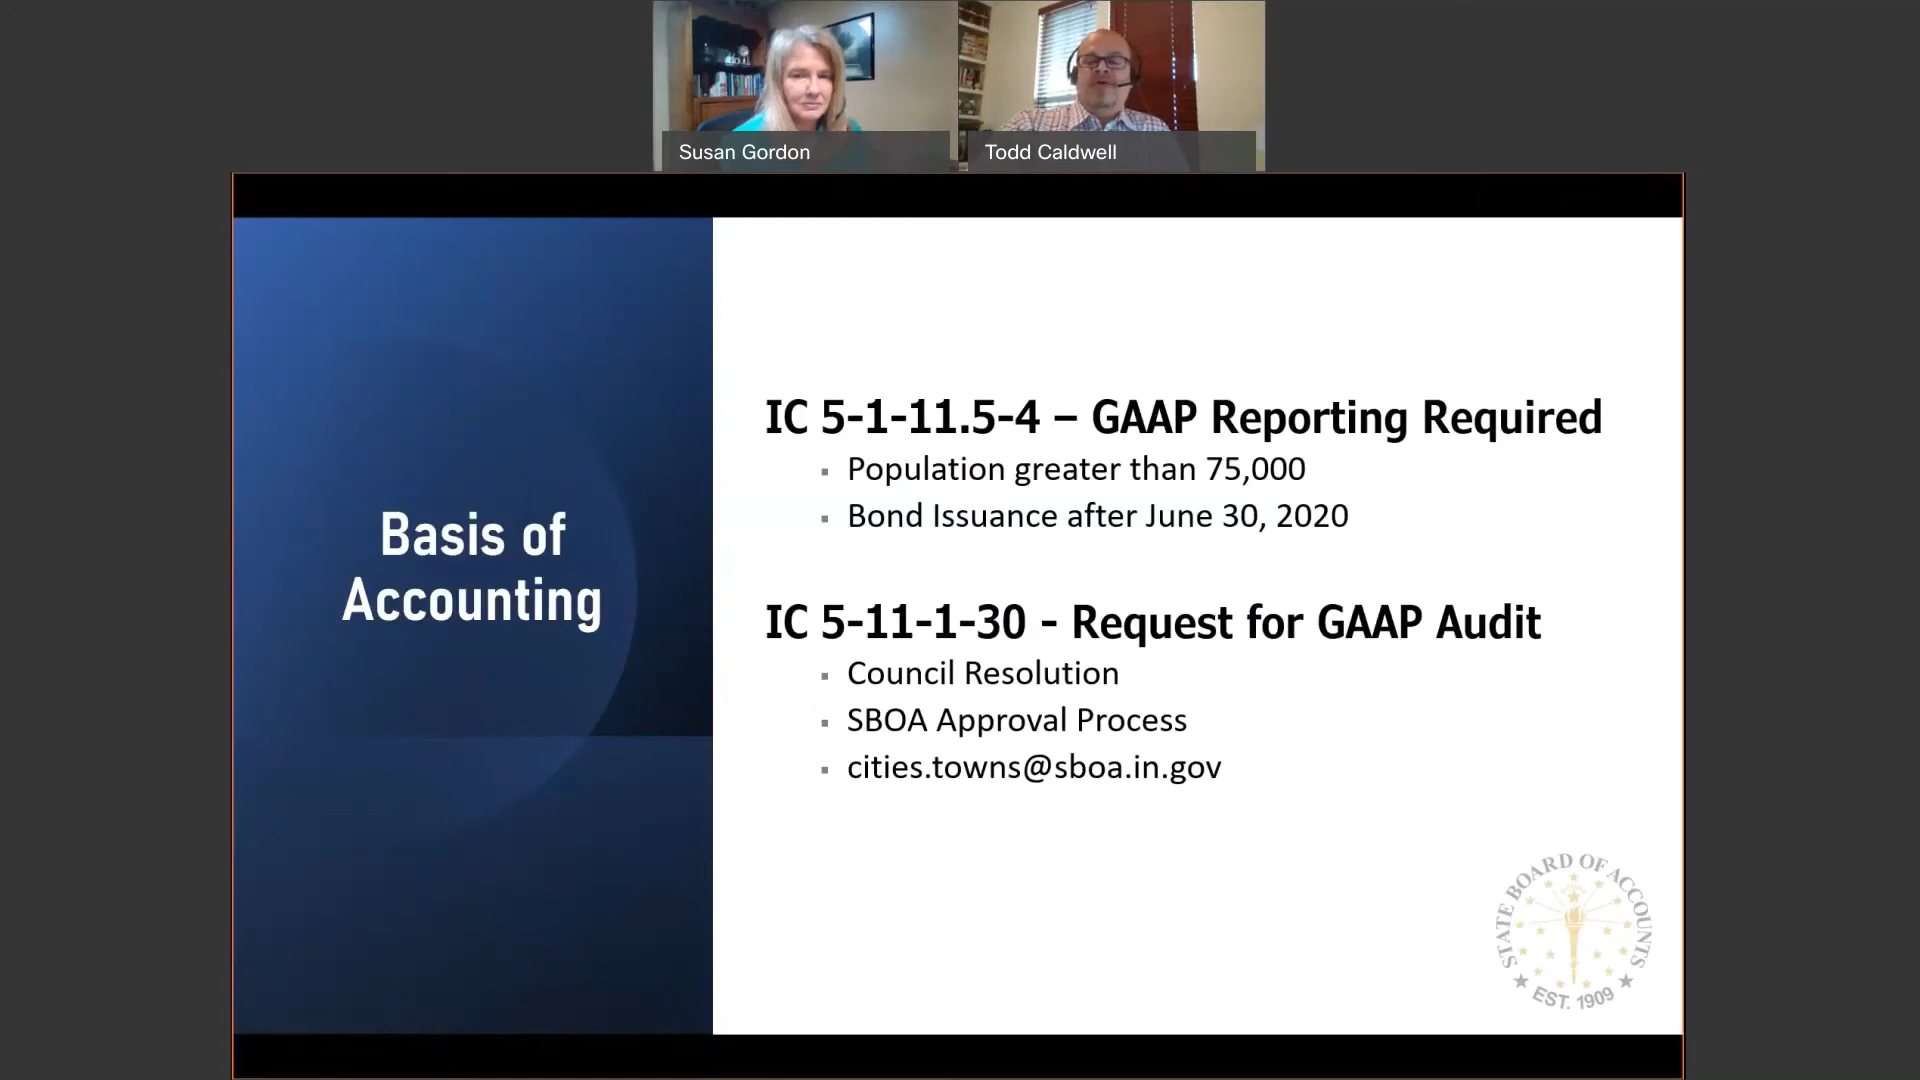 Susan Gordon
Todd Caldwell
Basis of
Accounting
IC 5-1-11.5-4 – GAAP Reporting Required
▪ Population greater than 75,000
▪ Bond Issuance after June 30, 2020
IC 5-11-1-30 - Request for GAAP Audit
▪ Council Resolution
▪ SBOA Approval Process
▪ cities.towns@sboa.in.gov
STATE BOARD OF ACCOUNTS
★ EST. 1909 ★